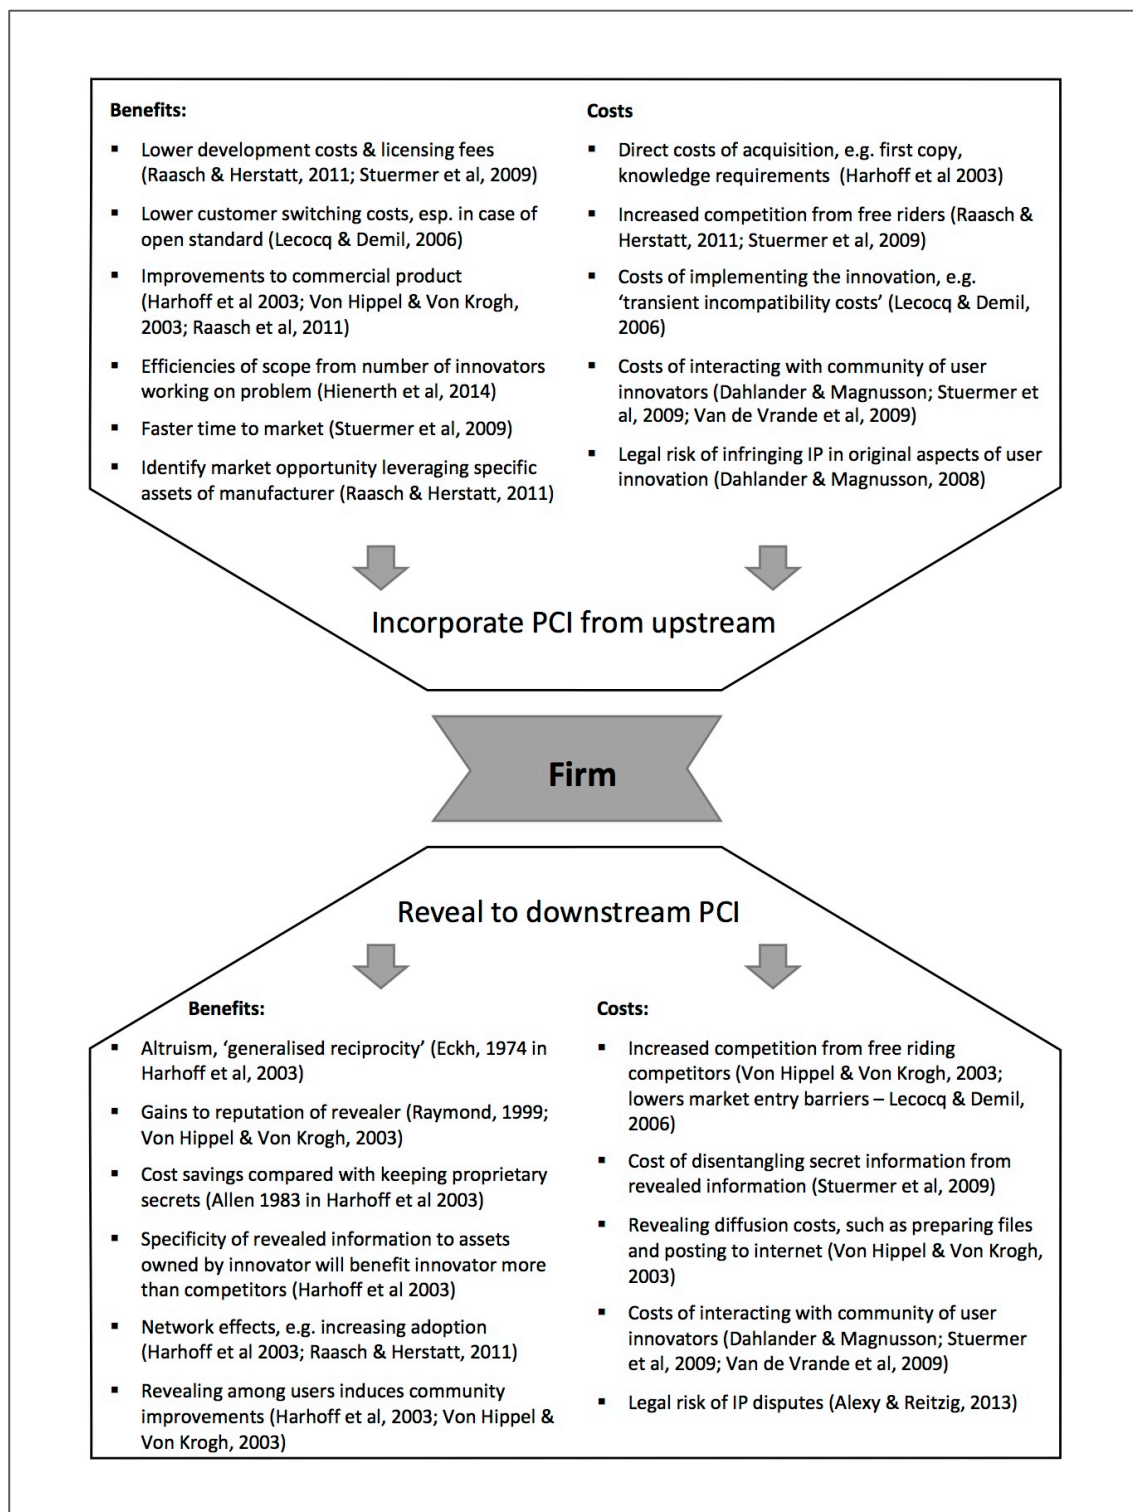 Benefits:
▪ Lower development costs & licensing fees
(Raasch & Herstatt, 2011; Stuermer et al, 2009)
▪ Lower customer switching costs, esp. in case of
open standard (Lecocq & Demil, 2006)
▪ Improvements to commercial product
(Harhoff et al 2003; Von Hippel & Von Krogh,
2003; Raasch et al, 2011)
▪ Efficiencies of scope from number of innovators
working on problem (Hienerth et al, 2014)
▪ Faster time to market (Stuermer et al, 2009)
▪ Identify market opportunity leveraging specific
assets of manufacturer (Raasch & Herstatt, 2011)
Costs
▪ Direct costs of acquisition, e.g. first copy,
knowledge requirements (Harhoff et al 2003)
▪ Increased competition from free riders (Raasch &
Herstatt, 2011; Stuermer et al, 2009)
▪ Costs of implementing the innovation, e.g.
‘transient incompatibility costs’ (Lecocq & Demil,
2006)
▪ Costs of interacting with community of user
innovators (Dahlander & Magnusson; Stuermer et
al, 2009; Van de Vrande et al, 2009)
▪ Legal risk of infringing IP in original aspects of user
innovation (Dahlander & Magnusson, 2008)
Incorporate PCI from upstream
Firm
Reveal to downstream PCI
Benefits:
▪ Altruism, ‘generalised reciprocity’ (Eckh, 1974 in
Harhoff et al, 2003)
▪ Gains to reputation of revealer (Raymond, 1999;
Von Hippel & Von Krogh, 2003)
▪ Cost savings compared with keeping proprietary
secrets (Allen 1983 in Harhoff et al 2003)
▪ Specificity of revealed information to assets
owned by innovator will benefit innovator more
than competitors (Harhoff et al 2003)
▪ Network effects, e.g. increasing adoption
(Harhoff et al 2003; Raasch & Herstatt, 2011)
▪ Revealing among users induces community
improvements (Harhoff et al, 2003; Von Hippel &
Von Krogh, 2003)
Costs:
▪ Increased competition from free riding
competitors (Von Hippel & Von Krogh, 2003;
lowers market entry barriers – Lecocq & Demil,
2006)
▪ Cost of disentangling secret information from
revealed information (Stuermer et al, 2009)
▪ Revealing diffusion costs, such as preparing files
and posting to internet (Von Hippel & Von Krogh,
2003)
▪ Costs of interacting with community of user
innovators (Dahlander & Magnusson; Stuermer
et al, 2009; Van de Vrande et al, 2009)
▪ Legal risk of IP disputes (Alexy & Reitzig, 2013)